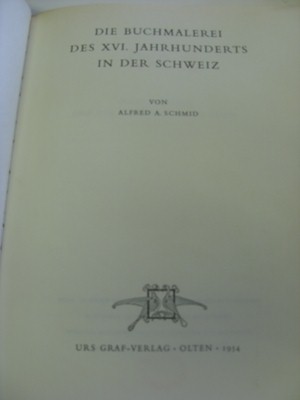 DIE BUCHMALEREI
DES XVI. JAHRHUNDERTS
IN DER SCHWEIZ
VON
ALFRED A. SCHMID
URS GRAF-VERLAG - OLTEN - 1954